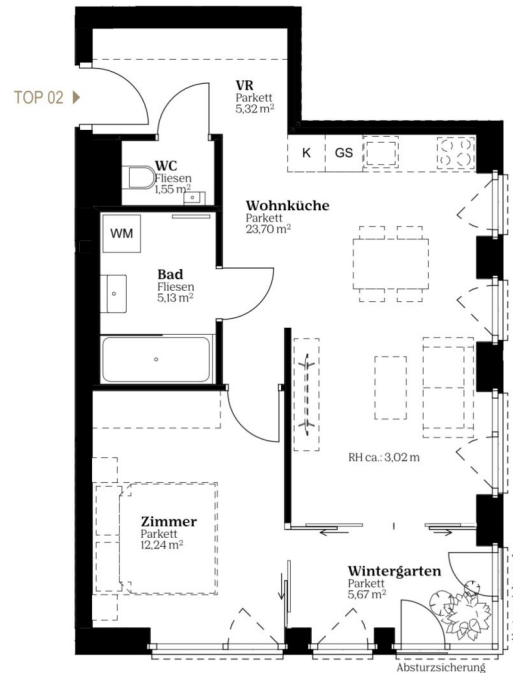 TOP 02
VR
Parkett
5,32 m²
WC
Fliesen
1,55 m²
K
GS
Wohnküche
Parkett
23,70 m²
WM
Bad
Fliesen
5,13 m²
RH ca.: 3,02 m
Zimmer
Parkett
12,24 m²
Wintergarten
Parkett
5,67 m²
Absturzsicherung